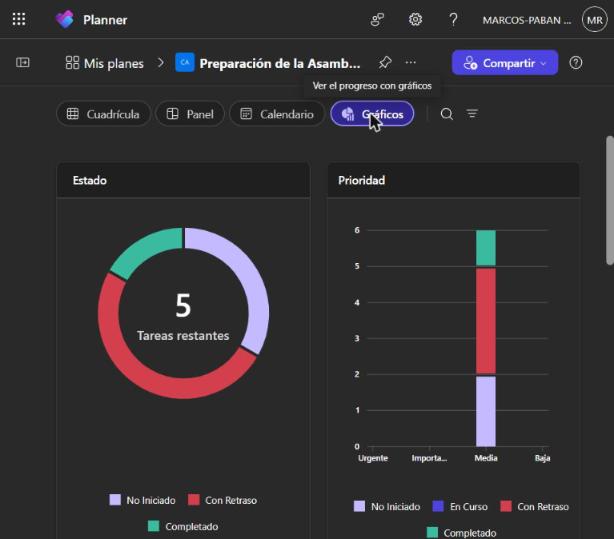 Planner
?
MARCOS-PABAN ...
MR
Mis planes > CA Preparación de la Asamb... ... Compartir
Ver el progreso con gráficos
Cuadrícula
Panel
Calendario
Gráficos
Estado
5
Tareas restantes
No Iniciado
Con Retraso
Completado
Prioridad
6
5
4
3
2
1
0
Urgente
Importa...
Media
Baja
No Iniciado
En Curso
Con Retraso
Completado